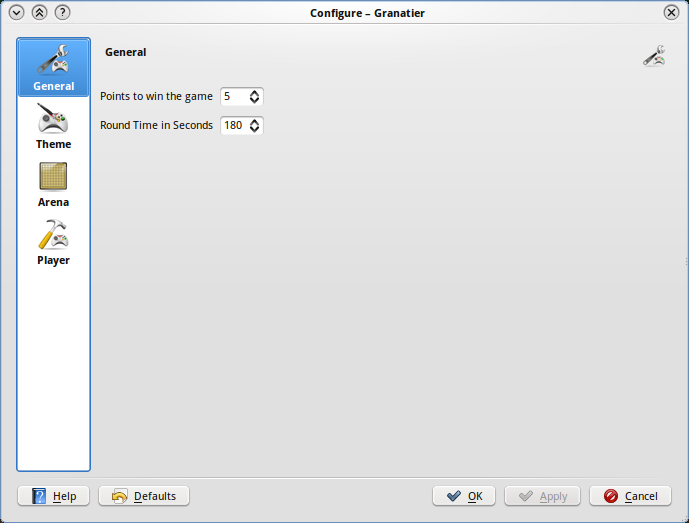 Configure – Granatier
General
General
Points to win the game 5
Round Time in Seconds 180
Theme
Arena
Player
Help Defaults OK Apply Cancel